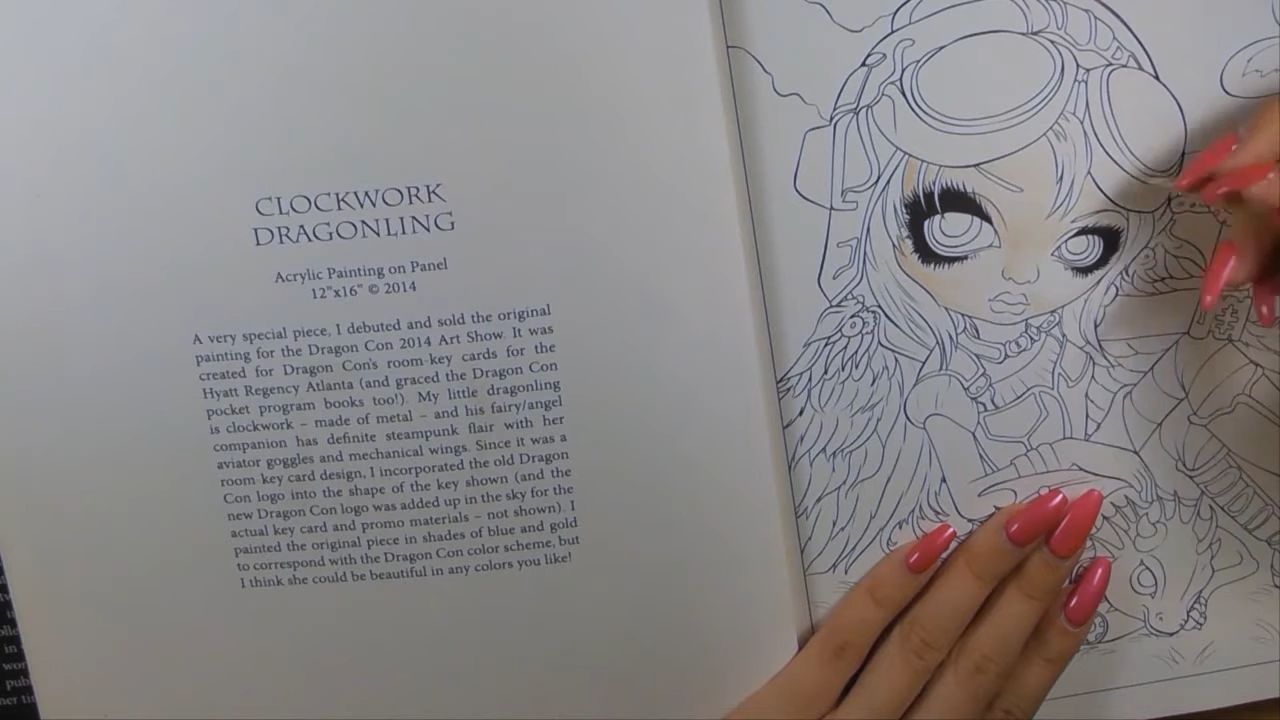 CLOCKWORK
DRAGONLING
Acrylic Painting on Panel
12"x16" © 2014
A very special piece, I debuted and sold the original
painting for the Dragon Con 2014 Art Show. It was
created for Dragon Con's room-key cards for the
Hyatt Regency Atlanta (and graced the Dragon Con
pocket program books too!). My little dragonling
is clockwork – made of metal – and his fairy/angel
companion has definite steampunk flair with her
aviator goggles and mechanical wings. Since it was a
room-key card design, I incorporated the old Dragon
Con logo into the shape of the key shown (and the
new Dragon Con logo was added up in the sky for the
actual key card and promo materials – not shown). I
painted the original piece in shades of blue and gold
to correspond with the Dragon Con color scheme, but
I think she could be beautiful in any colors you like!
in